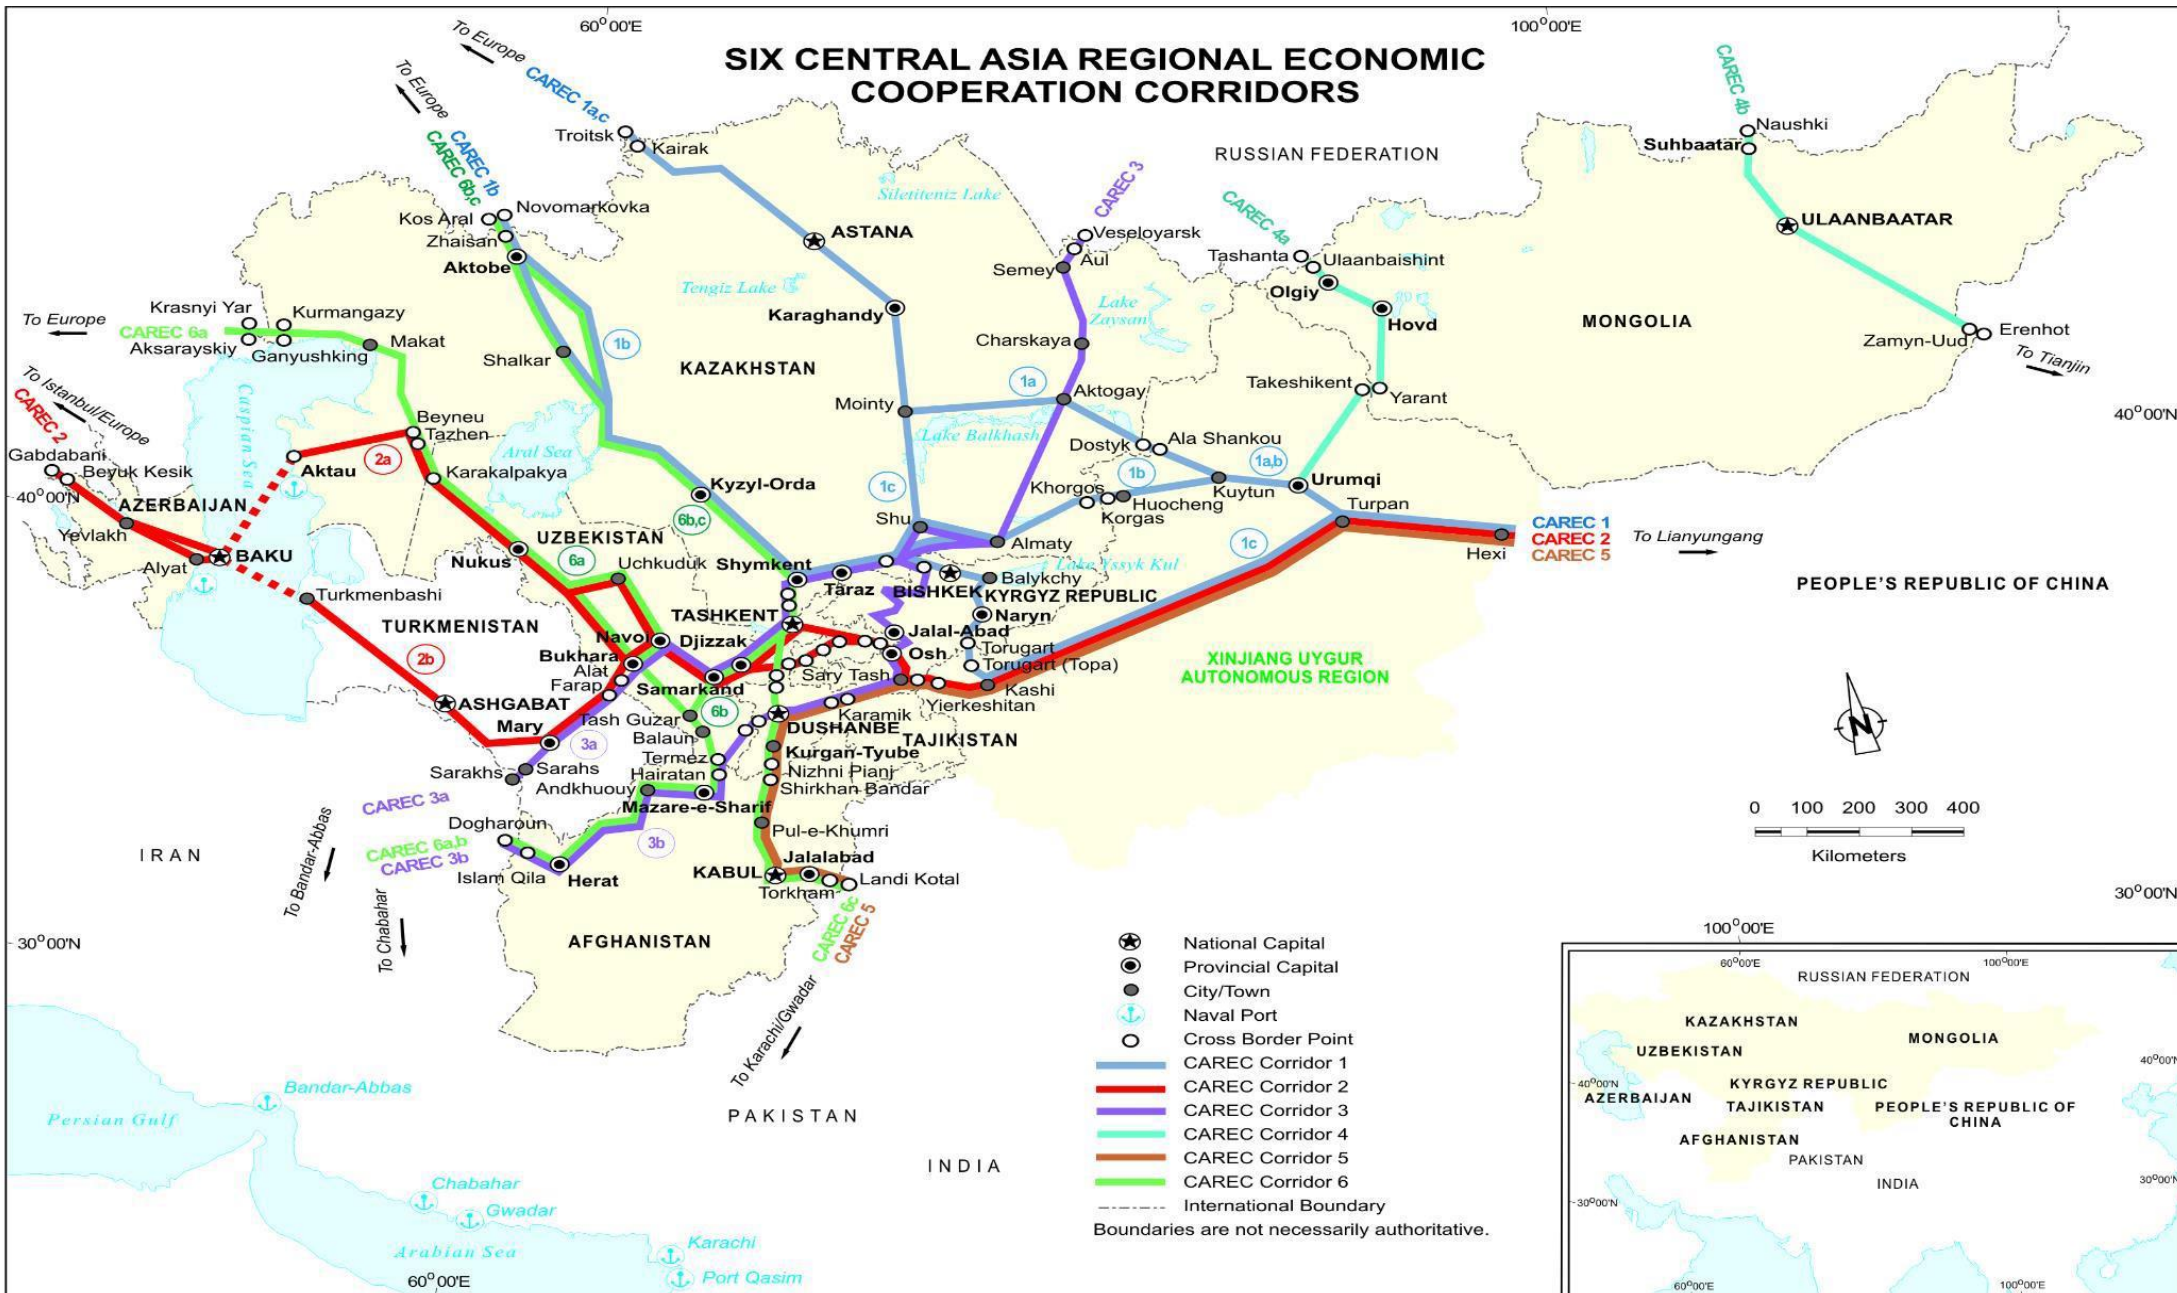 60°00'E
100°00'E
SIX CENTRAL ASIA REGIONAL ECONOMIC
COOPERATION CORRIDORS
To Europe
CAREC 1a,c
To Europe
CAREC 1b
CAREC 6b,c
Troitsk
Kairak
RUSSIAN FEDERATION
CAREC 4b
Naushki
Suhbaatar
Siletiteniz Lake
CAREC 3
CAREC 4a
Novomarkovka
Kos Aral
Zhaisan
Aktobe
ASTANA
Veseloyarsk
Aul
Semey
Tashanta
Ulaanbaishint
Olgiy
ULAANBAATAR
Tengiz Lake
Karaghandy
Lake
Zaysan
Hovd
MONGOLIA
Krasnyi Yar
Kurmangazy
To Europe
CAREC 6a
Aksarayskiy
Ganyushking
Makat
Shalkar
1b
KAZAKHSTAN
Charskaya
Zamyn-Uud
Erenhot
To Tianjin
To Istanbul/Europe
CAREC 2
Caspian Sea
1a
Takeshikent
Yarant
Mointy
Aktogay
40°00'N
Beyneu
Tazhen
Aral Sea
Lake Balkhash
Dostyk
Ala Shankou
Gabdabani
Beyuk Kesik
Aktau
2a
Karakalpakya
Kyzyl-Orda
1c
1b
1a,b
Urumqi
40°00'N
AZERBAIJAN
Yevlakh
Khorgos
Korgas
Huocheng
Kuytun
Turpan
6b,c
Shu
UZBEKISTAN
BAKU
Alyat
Nukus
6a
Uchkuduk
Shymkent
Almaty
1c
Hexi
CAREC 1
CAREC 2
CAREC 5
To Lianyungang
Turkmenbashi
Taraz
BISHKEK
Balykchy
Lake Yssyk Kul
KYRGYZ REPUBLIC
PEOPLE'S REPUBLIC OF CHINA
TURKMENISTAN
TASHKENT
Naryn
Navoi
Djizzak
Jalal-Abad
Torugart
2b
Bukhara
Osh
Torugart (Topa)
XINJIANG UYGUR
AUTONOMOUS REGION
Alat
Farap
Samarkand
Sary Tash
Kashi
ASHGABAT
Mary
Tash Guzar
6b
Karamik
Yierkeshitan
DUSHANBE
TAJIKISTAN
3a
Balaun
Kurgan-Tyube
N
Termez
Sarakhs
Sarahs
Hairatan
Nizhni Pianj
Andkhuouy
Shirkhan Bandar
CAREC 3a
Mazare-e-Sharif
0 100 200 300 400
Kilometers
Dogharoun
Pul-e-Khumri
CAREC 6a,b
CAREC 3b
3b
IRAN
Jalalabad
Islam Qila
Herat
KABUL
Torkham
Landi Kotal
To Bandar-Abbas
To Chabahar
CAREC 6c
CAREC 5
30°00'N
30°00'N
AFGHANISTAN
To Karachi/Gwadar
PAKISTAN
INDIA
Bandar-Abbas
Persian Gulf
Chabahar
Gwadar
Arabian Sea
Karachi
Port Qasim
60°00'E
National Capital
Provincial Capital
City/Town
Naval Port
Cross Border Point
CAREC Corridor 1
CAREC Corridor 2
CAREC Corridor 3
CAREC Corridor 4
CAREC Corridor 5
CAREC Corridor 6
International Boundary
Boundaries are not necessarily authoritative.
100°00'E
60°00'E
100°00'E
RUSSIAN FEDERATION
KAZAKHSTAN
MONGOLIA
UZBEKISTAN
40°00'N
40°00'N
KYRGYZ REPUBLIC
AZERBAIJAN
TAJIKISTAN
PEOPLE'S REPUBLIC OF
CHINA
AFGHANISTAN
PAKISTAN
INDIA
30°00'N
30°00'N
60°00'E
100°00'E